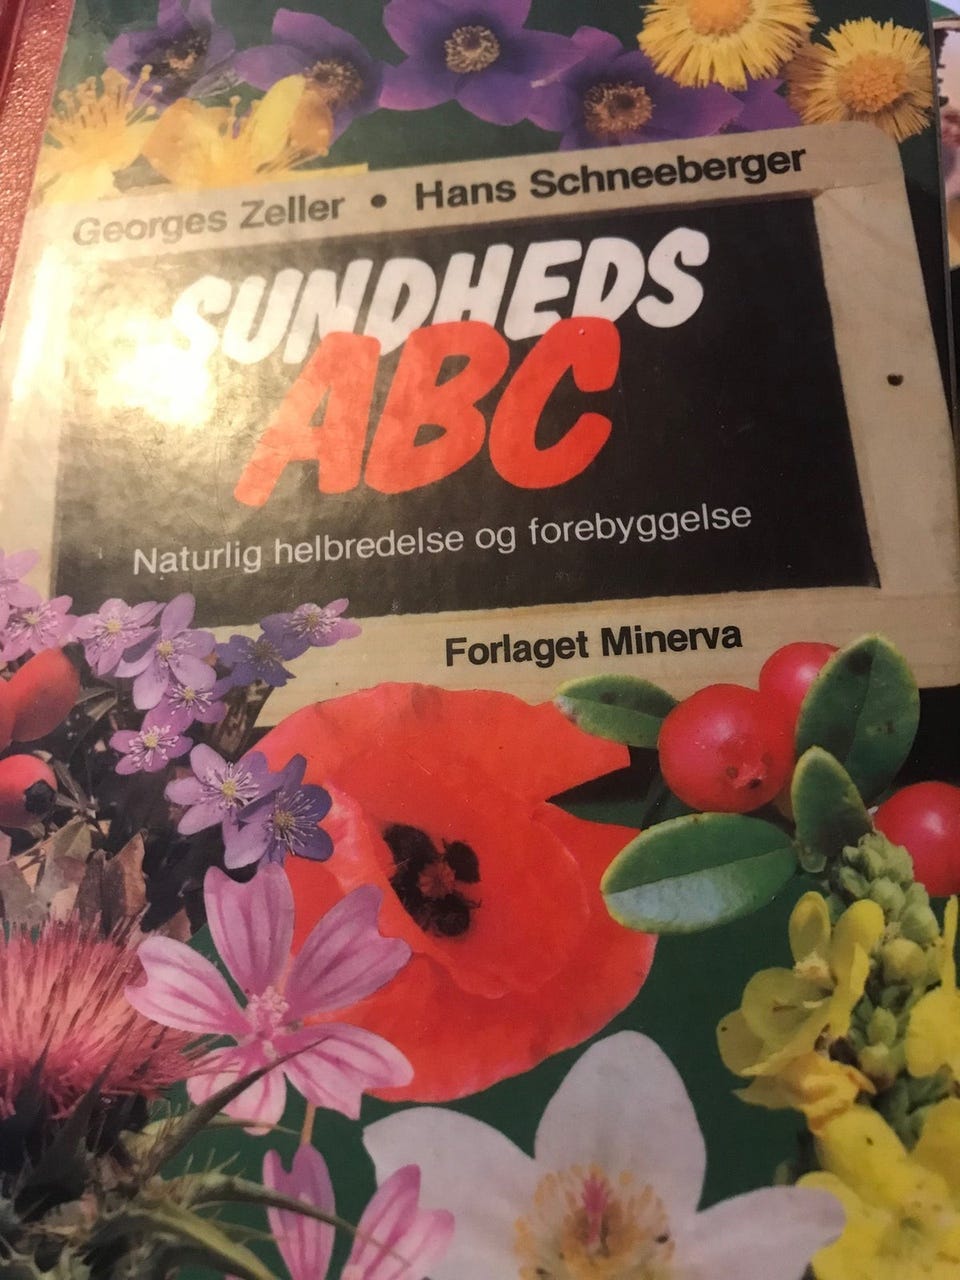 Georges Zeller • Hans Schneeberger
SUNDHEDS
ABC
Naturlig helbredelse og forebyggelse
Forlaget Minerva